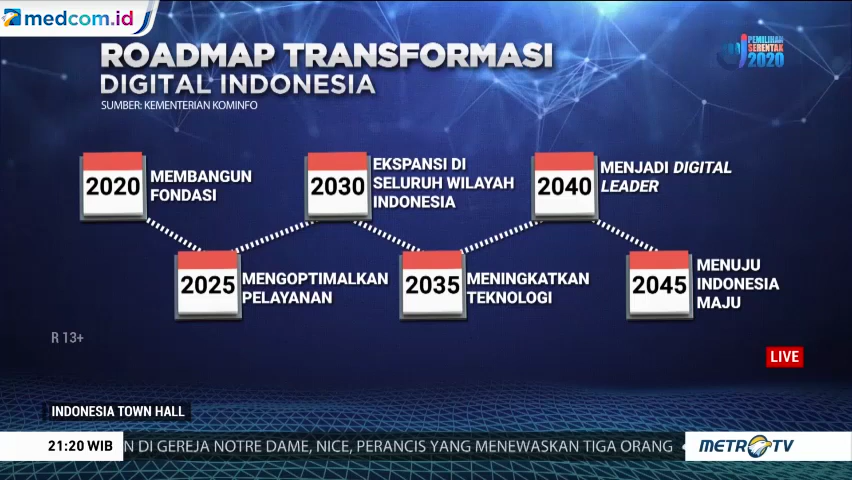 medcom.id
ROADMAP TRANSFORMASI
DIGITAL INDONESIA
SUMBER: KEMENTERIAN KOMINFO
PEMILIHAN
SERENTAK
2020
2020
MEMBANGUN
FONDASI
2030
EKSPANSI DI
SELURUH WILAYAH
INDONESIA
2040
MENJADI DIGITAL
LEADER
2025
MENGOPTIMALKAN
PELAYANAN
2035
MENINGKATKAN
TEKNOLOGI
2045
MENUJU
INDONESIA
MAJU
R 13+
LIVE
INDONESIA TOWN HALL
21:20 WIB
N DI GEREJA NOTRE DAME, NICE, PERANCIS YANG MENEWASKAN TIGA ORANG
METRO TV